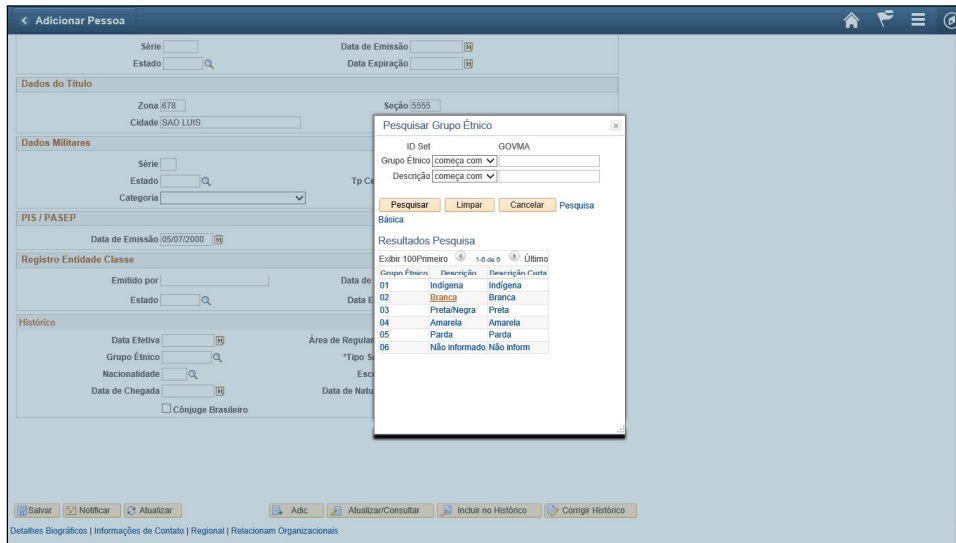 Adicionar Pessoa
Série Data de Emissão
Estado Data Expiração
Dados do Título
Zona 678 Seção 5555
Cidade SAO LUIS
Dados Militares
Série
Estado Tp Ce
Categoria
PIS / PASEP
Data de Emissão 05/07/2000
Registro Entidade Classe
Emitido por Data de
Estado Data E
Histórico
Data Efetiva Área de Regular
Grupo Étnico *Tipo S
Nacionalidade Esc
Data de Chegada Data de Natu
Cônjuge Brasileiro
Pesquisar Grupo Étnico
ID Set GOVMA
Grupo Étnico começa com
Descrição começa com
Pesquisar Limpar Cancelar Pesquisa
Básica
Resultados Pesquisa
Exibir 100 Primeiro 1-6 de 6 Último
Grupo Étnico Descrição Descrição Curta
01 Indígena Indígena
02 Branca Branca
03 Preta/Negra Preta
04 Amarela Amarela
05 Parda Parda
06 Não informado Não inform
Salvar Notificar Atualizar Adic Atualizar/Consultar Incluir no Histórico Corrigir Histórico
Detalhes Biográficos | Informações de Contato | Regional | Relacionam Organizacionais